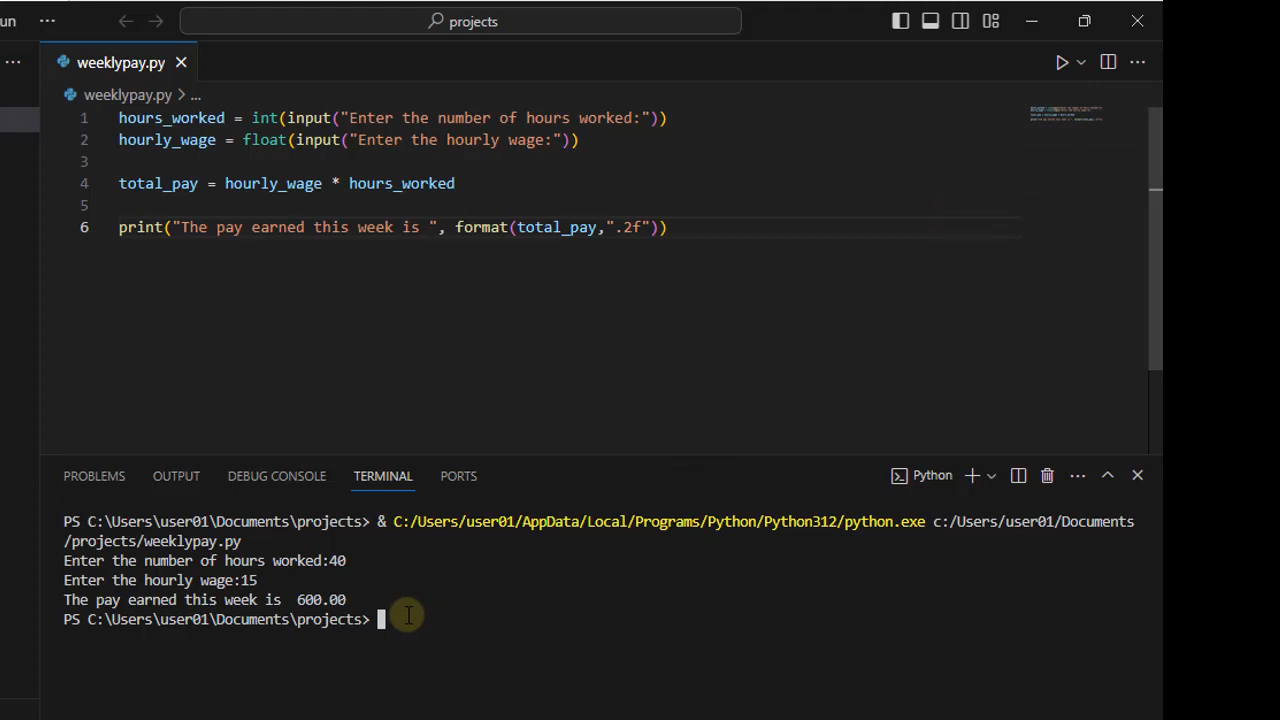 un ··· projects
··· weeklypay.py
weeklypay.py > ...
1 hours_worked = int(input("Enter the number of hours worked:"))
2 hourly_wage = float(input("Enter the hourly wage:"))
3
4 total_pay = hourly_wage * hours_worked
5
6 print("The pay earned this week is ", format(total_pay,".2f"))
PROBLEMS OUTPUT DEBUG CONSOLE TERMINAL PORTS Python
PS C:\Users\user01\Documents\projects> & C:/Users/user01/AppData/Local/Programs/Python/Python312/python.exe c:/Users/user01/Documents
/projects/weeklypay.py
Enter the number of hours worked:40
Enter the hourly wage:15
The pay earned this week is  600.00
PS C:\Users\user01\Documents\projects>